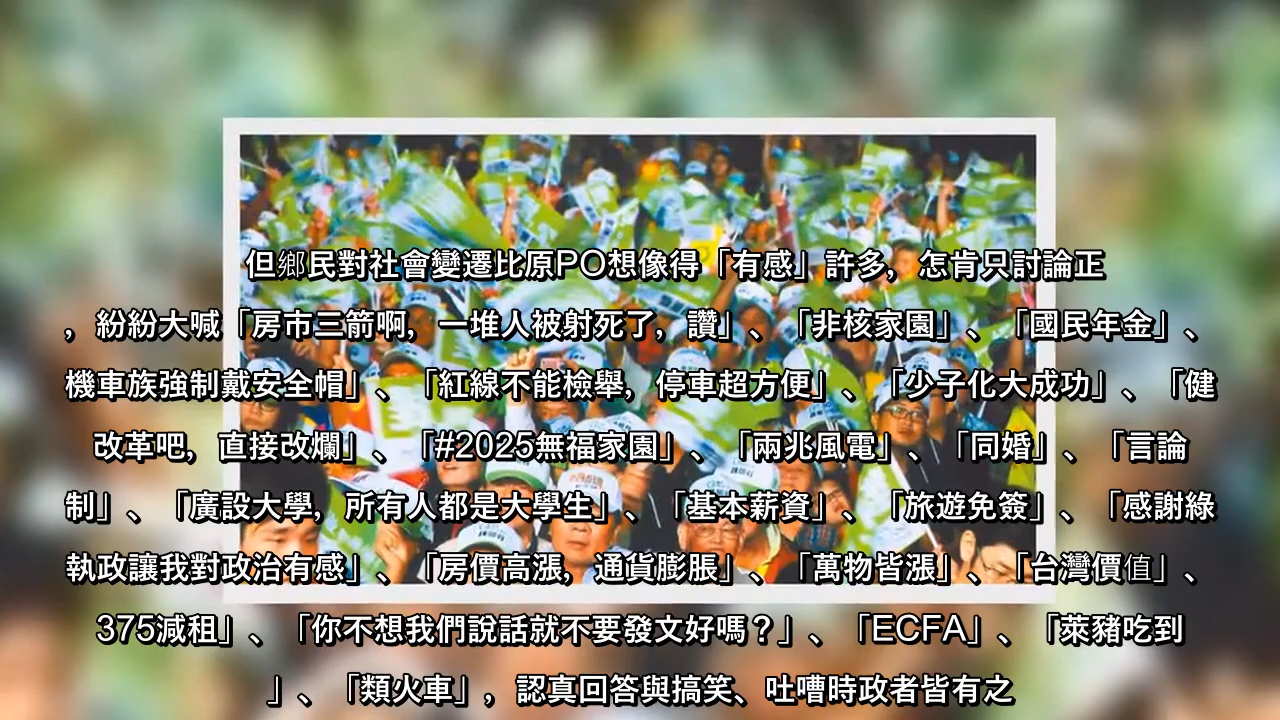 但鄉民對社會變遷比原PO想像得「有感」許多，怎肯只討論正
，紛紛大喊「房市三箭啊，一堆人被射死了，讚」、「非核家園」、「國民年金」、
機車族強制戴安全帽」、「紅線不能檢舉，停車超方便」、「少子化大成功」、「健
改革吧，直接改爛」、「#2025無福家園」、「兩兆風電」、「同婚」、「言論
制」、「廣設大學，所有人都是大學生」、「基本薪資」、「旅遊免簽」、「感謝綠
執政讓我對政治有感」、「房價高漲，通貨膨脹」、「萬物皆漲」、「台灣價值」、
375減租」、「你不想我們說話就不要發文好嗎？」、「ECFA」、「萊豬吃到
」、「類火車」，認真回答與搞笑、吐嘈時政者皆有之